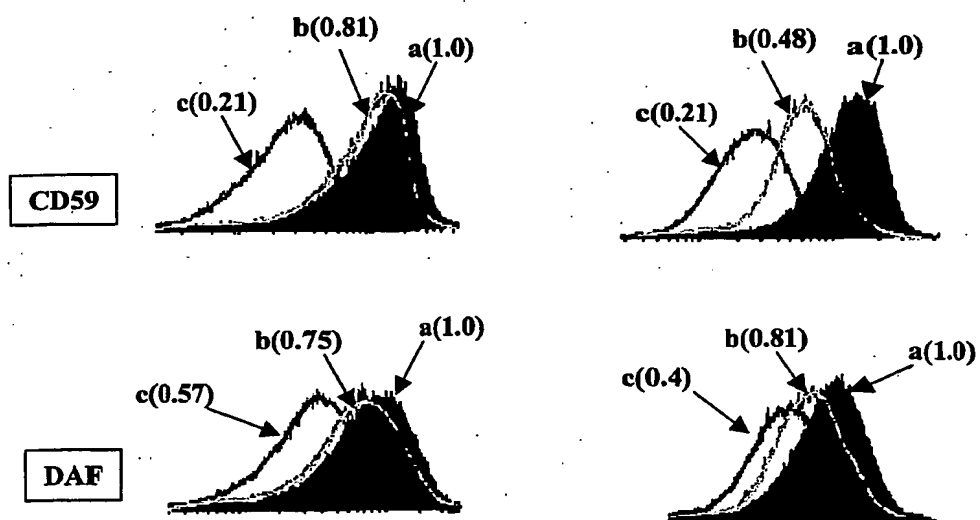 b(0.81)
a(1.0)
c(0.21)
CD59
b(0.48)
a(1.0)
c(0.21)
b(0.75)
a(1.0)
c(0.57)
DAF
b(0.81)
a(1.0)
c(0.4)